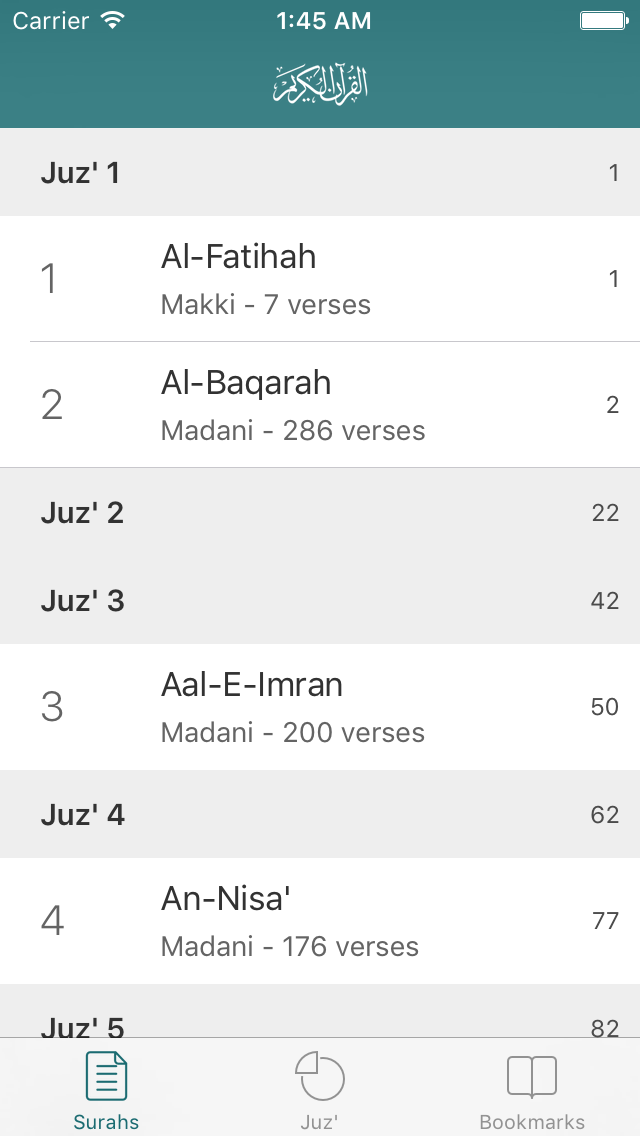 Carrier 1:45 AM
القرآن الكريم
Juz' 1 1
1 Al-Fatihah 1
Makki - 7 verses
2 Al-Baqarah 2
Madani - 286 verses
Juz' 2 22
Juz' 3 42
3 Aal-E-Imran 50
Madani - 200 verses
Juz' 4 62
4 An-Nisa' 77
Madani - 176 verses
Juz' 5 82
Surahs Juz' Bookmarks